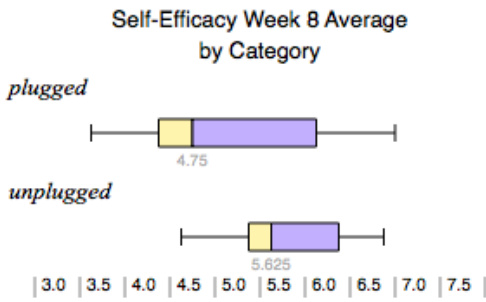 Self-Efficacy Week 8 Average
by Category
plugged
4.75
unplugged
5.625
3.0 3.5 4.0 4.5 5.0 5.5 6.0 6.5 7.0 7.5